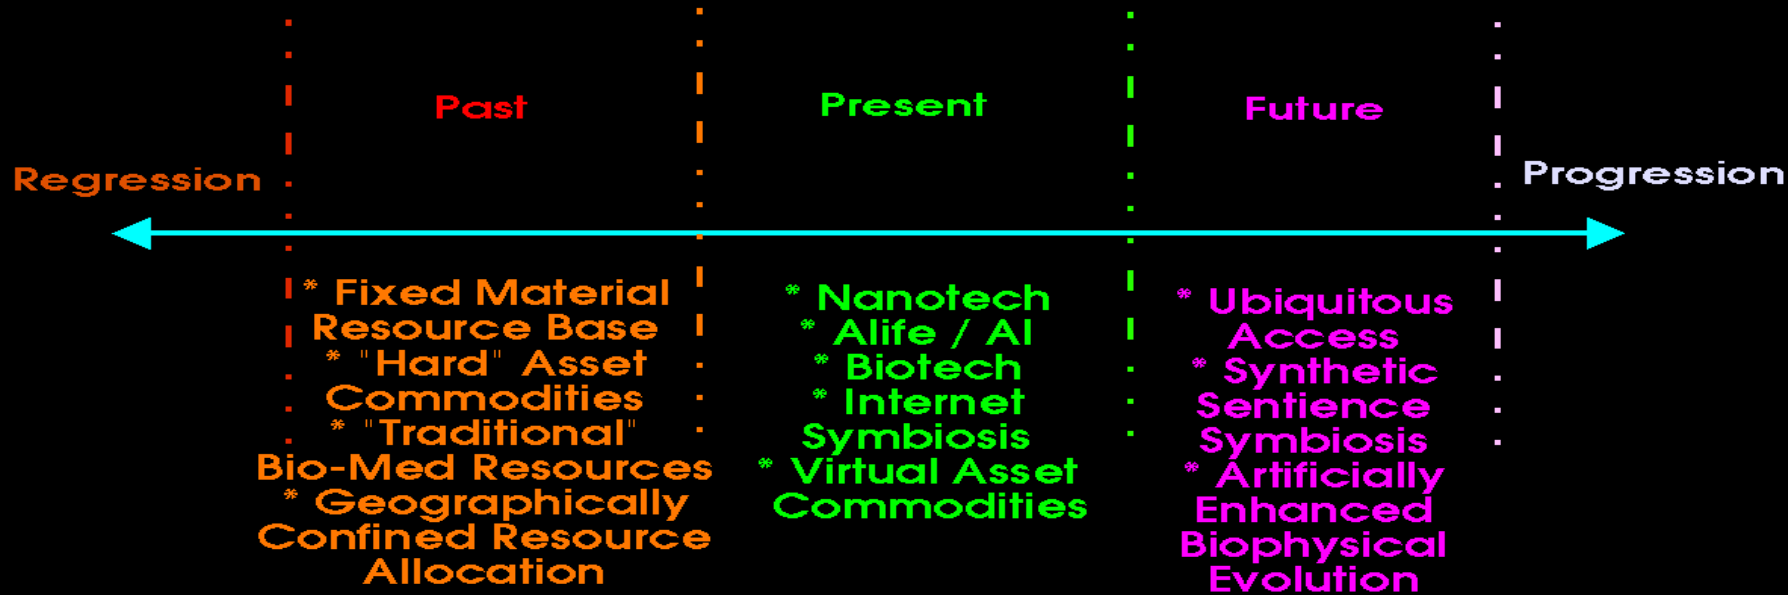 Past
Present
Future
Regression
Progression
* Fixed Material
Resource Base
* "Hard" Asset
Commodities
* "Traditional"
Bio-Med Resources
* Geographically
Confined Resource
Allocation
* Nanotech
* Alife / AI
* Biotech
* Internet
Symbiosis
* Virtual Asset
Commodities
* Ubiquitous
Access
* Synthetic
Sentience
Symbiosis
* Artificially
Enhanced
Biophysical
Evolution